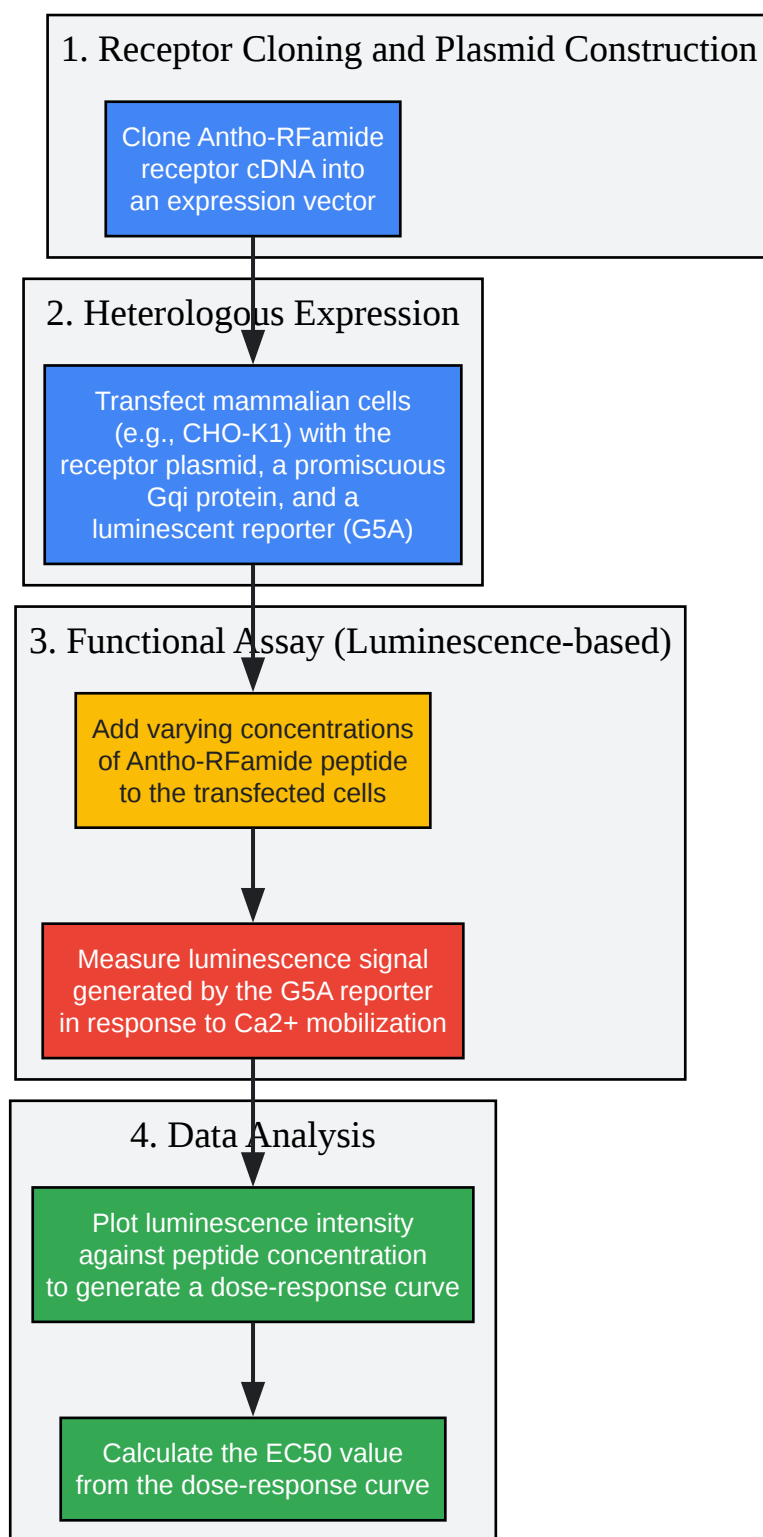 1. Receptor Cloning and Plasmid Construction
Clone Antho-RFamide
receptor cDNA into
an expression vector
2. Heterologous Expression
Transfect mammalian cells
(e.g., CHO-K1) with the
receptor plasmid, a promiscuous
Gqi protein, and a
luminescent reporter (G5A)
3. Functional Assay (Luminescence-based)
Add varying concentrations
of Antho-RFamide peptide
to the transfected cells
Measure luminescence signal
generated by the G5A reporter
in response to Ca2+ mobilization
4. Data Analysis
Plot luminescence intensity
against peptide concentration
to generate a dose-response curve
Calculate the EC50 value
from the dose-response curve